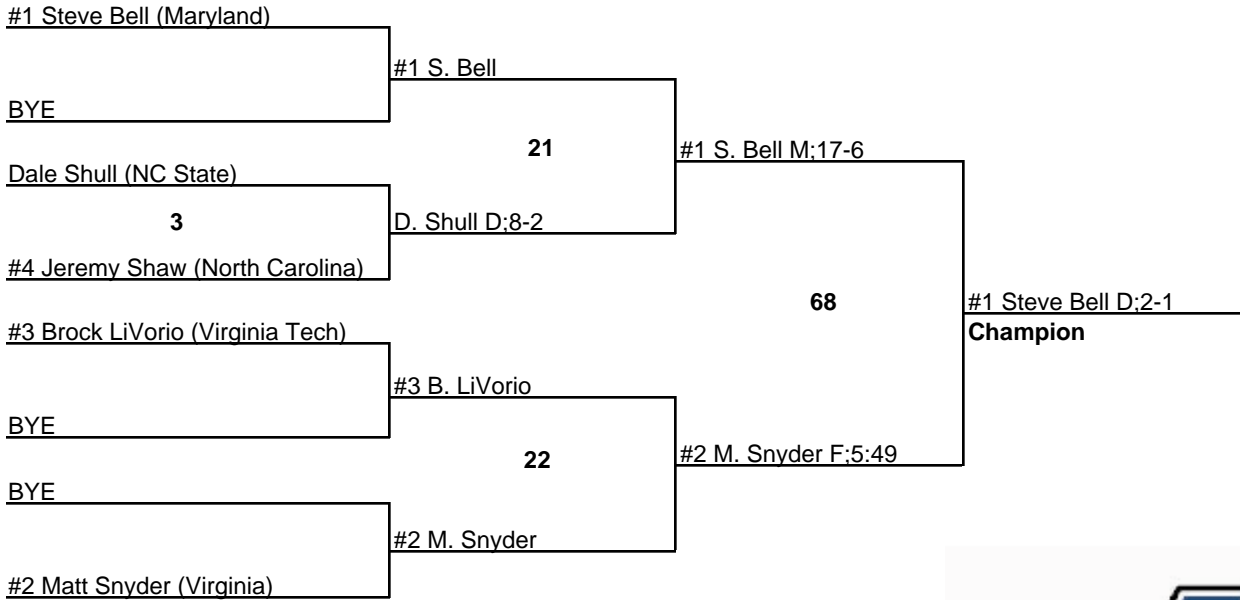 #1 Steve Bell (Maryland)
#1 S. Bell
BYE
21
#1 S. Bell M;17-6
Dale Shull (NC State)
3
D. Shull D;8-2
#4 Jeremy Shaw (North Carolina)
68
#1 Steve Bell D;2-1
Champion
#3 Brock LiVorio (Virginia Tech)
#3 B. LiVorio
BYE
22
#2 M. Snyder F;5:49
BYE
#2 M. Snyder
#2 Matt Snyder (Virginia)